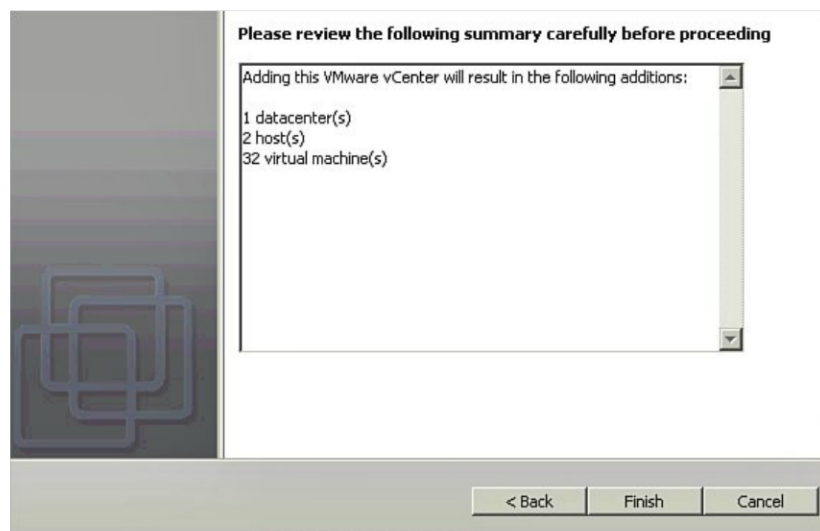 Please review the following summary carefully before proceeding
Adding this VMware vCenter will result in the following additions:
1 datacenter(s)
2 host(s)
32 virtual machine(s)
< Back
Finish
Cancel